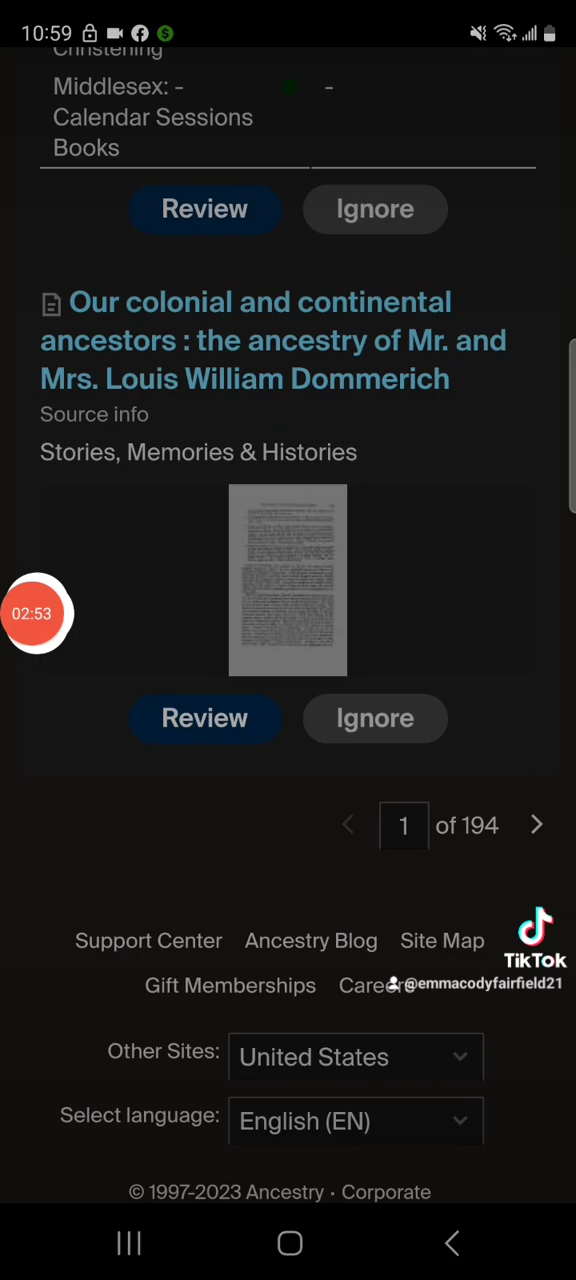 10:59
Christening
Middlesex: - -
Calendar Sessions
Books
Review Ignore
Our colonial and continental
ancestors : the ancestry of Mr. and
Mrs. Louis William Dommerich
Source info
Stories, Memories & Histories
02:53
Review Ignore
1 of 194
Support Center Ancestry Blog Site Map
TikTok
Gift Memberships Careers @emmacodyfairfield21
Other Sites: United States
Select language: English (EN)
© 1997-2023 Ancestry • Corporate